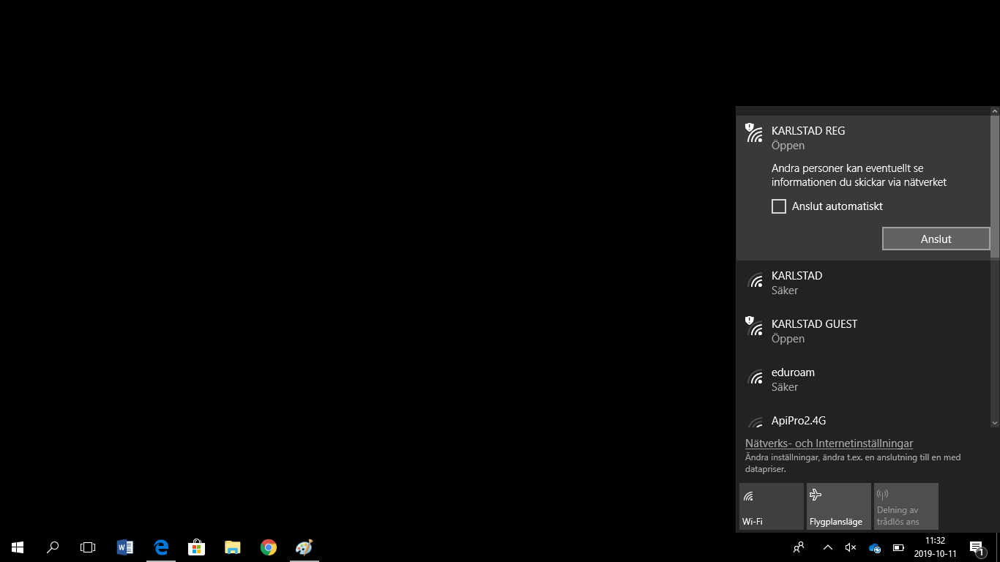 KARLSTAD REG
Öppen
Andra personer kan eventuellt se
informationen du skickar via nätverket
Anslut automatiskt
Anslut
KARLSTAD
Säker
KARLSTAD GUEST
Öppen
eduroam
Säker
ApiPro2.4G
Nätverks- och Internetinställningar
Ändra inställningar, ändra t.ex. en anslutning till en med
datapriser.
Wi-Fi
Flygplansläge
Delning av
trådlös ans
11:32
2019-10-11
1